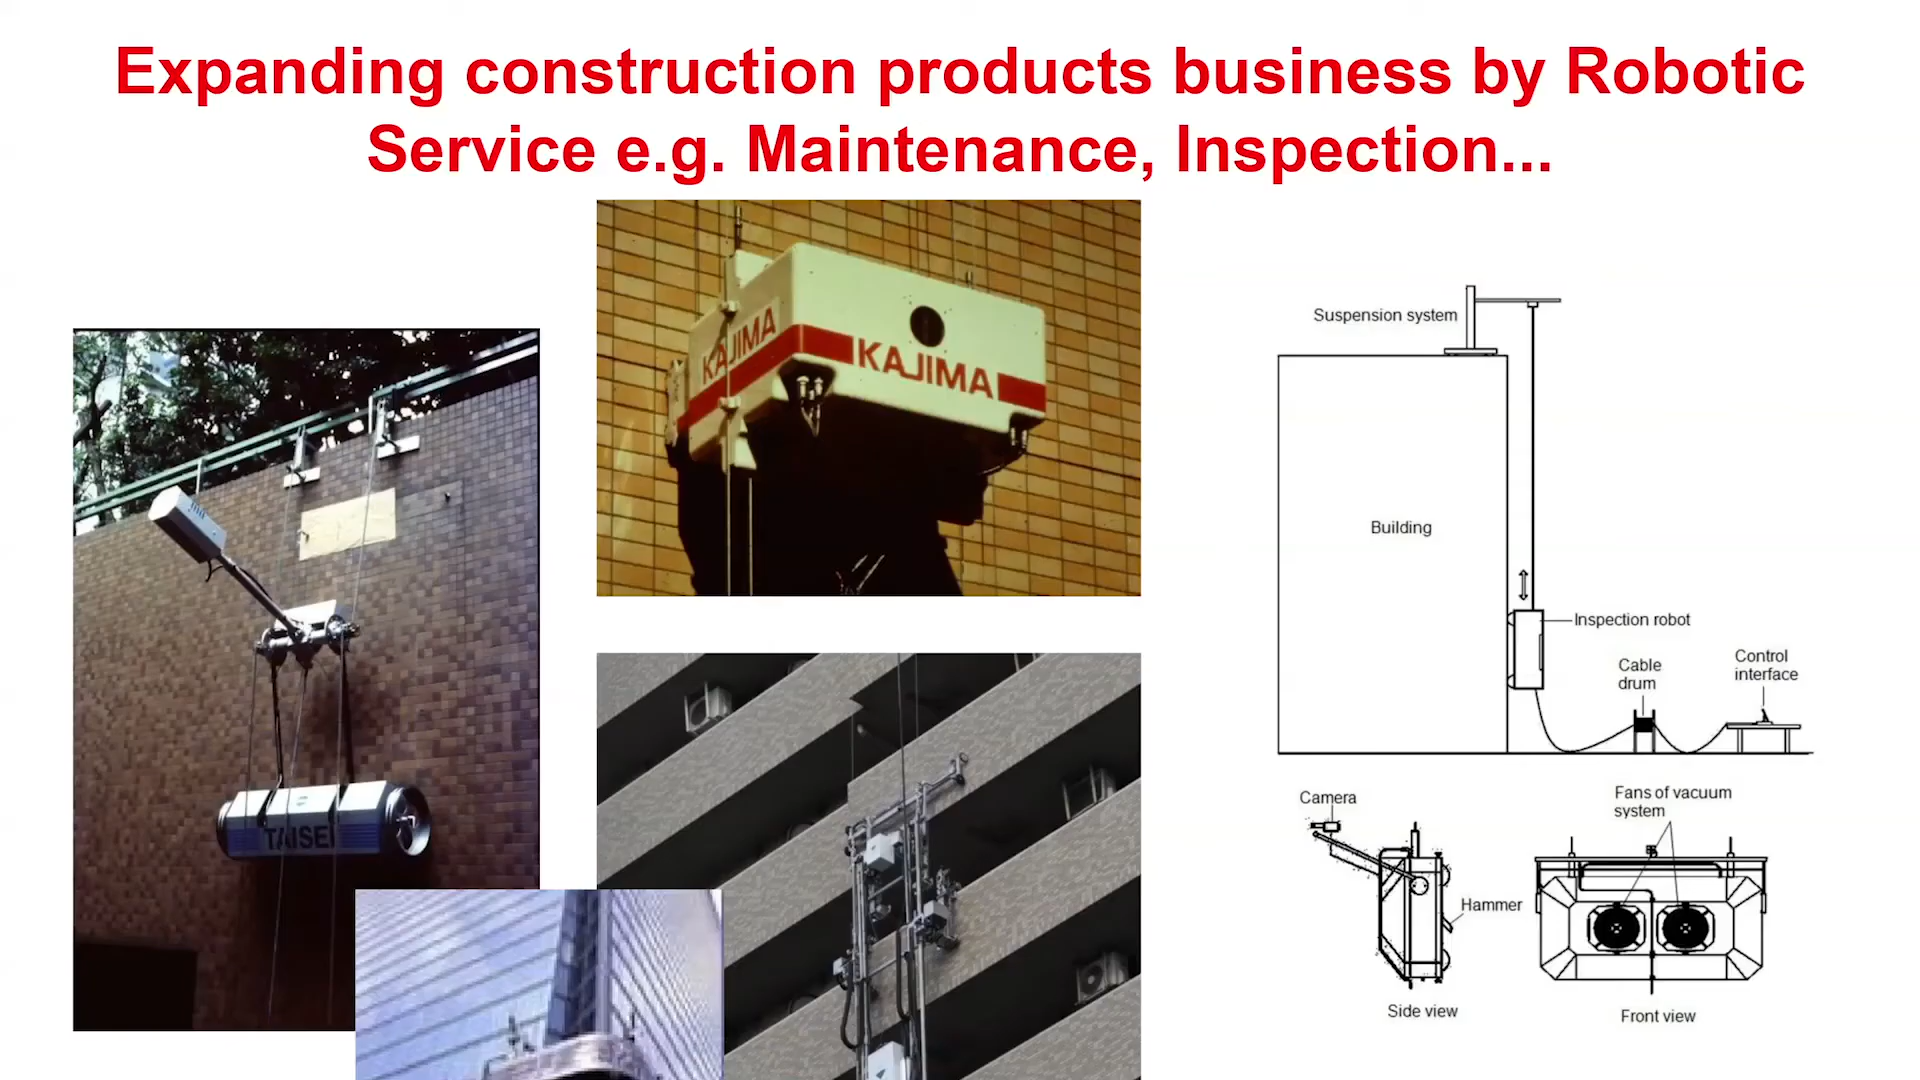 Expanding construction products business by Robotic
Service e.g. Maintenance, Inspection...
KAJIMA
KAJIMA
TAISEI
Suspension system
Building
Inspection robot
Cable
drum
Control
interface
Camera
Hammer
Side view
Fans of vacuum
system
Front view